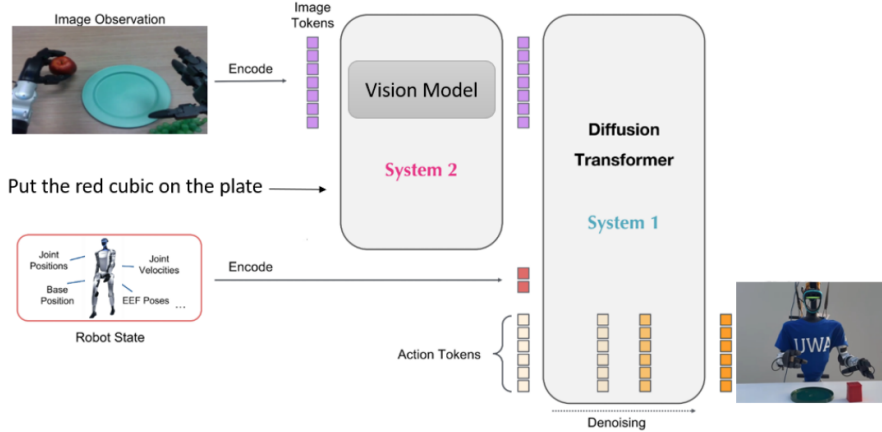 Image Observation
Image
Tokens
Encode
Vision Model
System 2
Diffusion
Transformer
System 1
Put the red cubic on the plate
Joint
Positions
Joint
Velocities
Base
Position
EEF Poses
...
Robot State
Encode
Action Tokens
UWA
Denoising